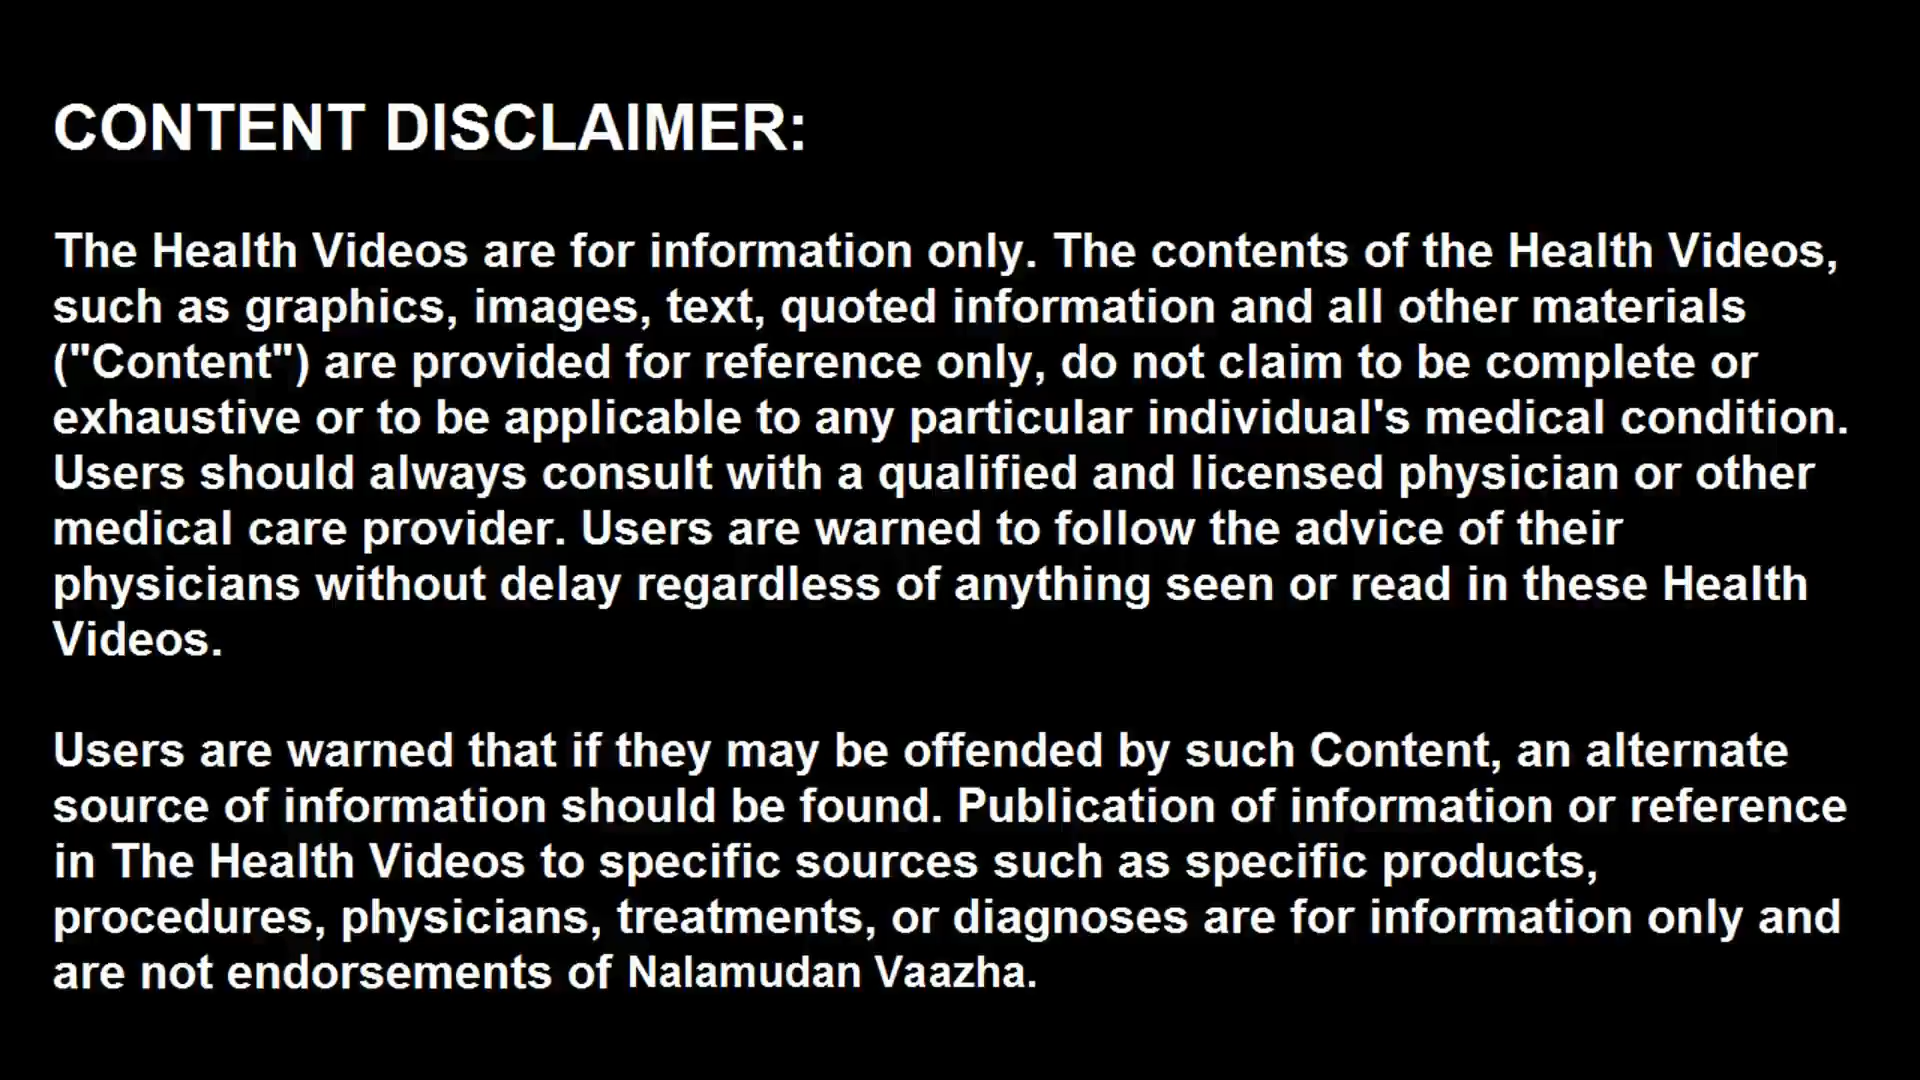 CONTENT DISCLAIMER:
The Health Videos are for information only. The contents of the Health Videos,
such as graphics, images, text, quoted information and all other materials
("Content") are provided for reference only, do not claim to be complete or
exhaustive or to be applicable to any particular individual's medical condition.
Users should always consult with a qualified and licensed physician or other
medical care provider. Users are warned to follow the advice of their
physicians without delay regardless of anything seen or read in these Health
Videos.
Users are warned that if they may be offended by such Content, an alternate
source of information should be found. Publication of information or reference
in The Health Videos to specific sources such as specific products,
procedures, physicians, treatments, or diagnoses are for information only and
are not endorsements of Nalamudan Vaazha.